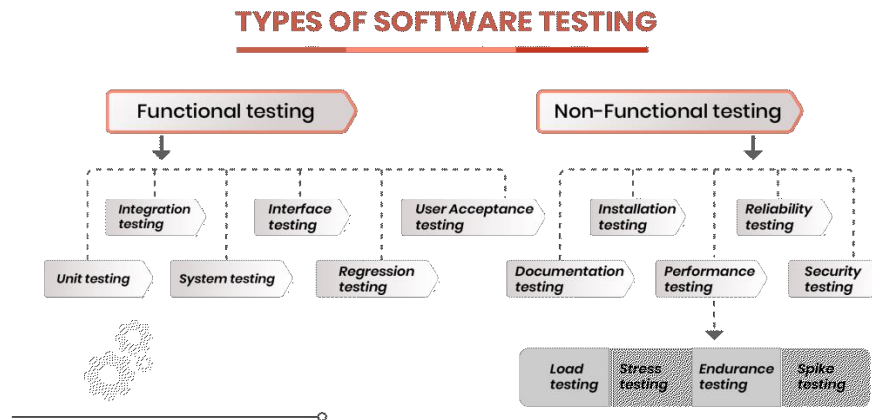 TYPES OF SOFTWARE TESTING
Functional testing
Non-Functional testing
Integration
testing
Interface
testing
User Acceptance
testing
Installation
testing
Reliability
testing
Unit testing
System testing
Regression
testing
Documentation
testing
Performance
testing
Security
testing
Load
testing
Stress
testing
Endurance
testing
Spike
testing